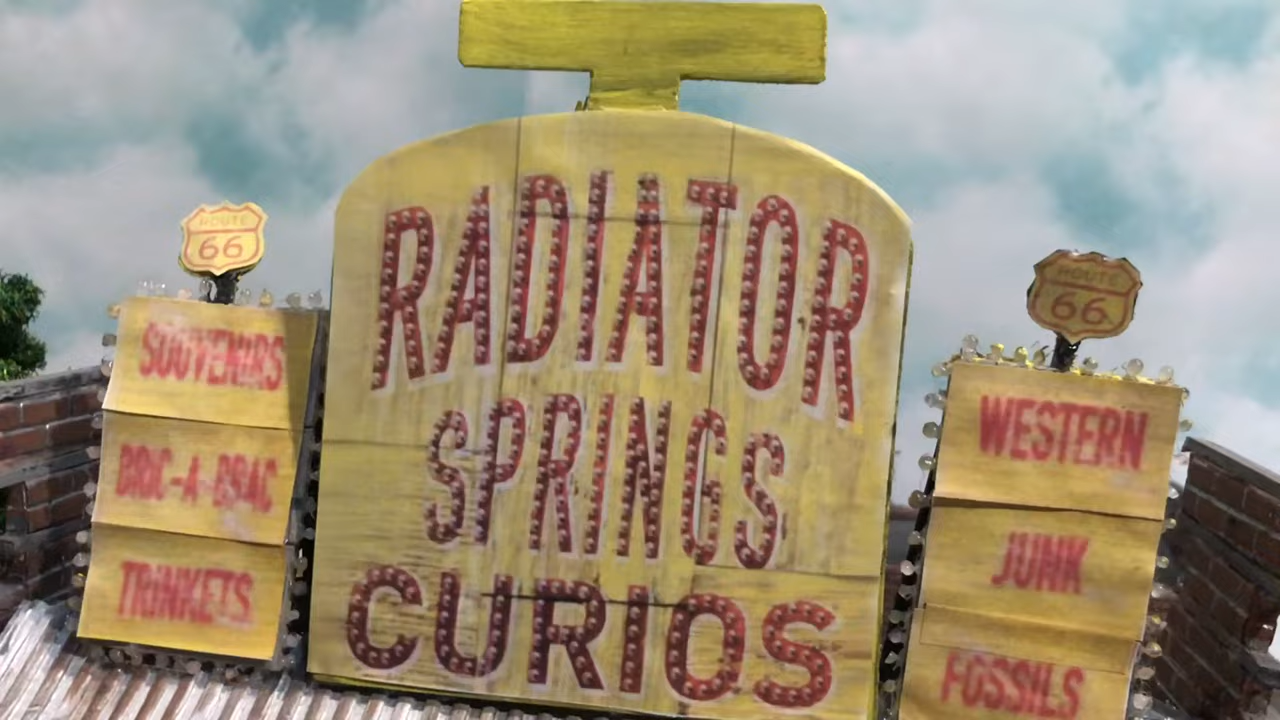 ROUTE
66
SOUVENIRS
BRIC-A-BRAC
TRINKETS
RADIATOR
SPRINGS
CURIOS
ROUTE
66
WESTERN
JUNK
FOSSILS